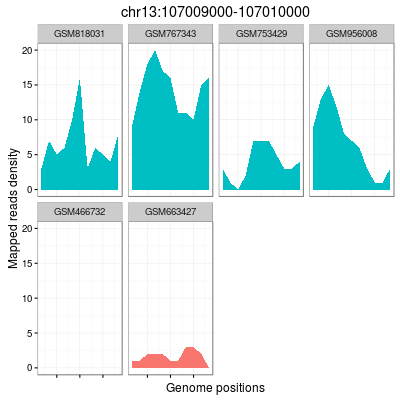 chr13:107009000-107010000
GSM818031 GSM767343 GSM753429 GSM956008
20
15
10
5
0
Mapped reads density
GSM466732 GSM663427
20
15
10
5
0
Genome positions